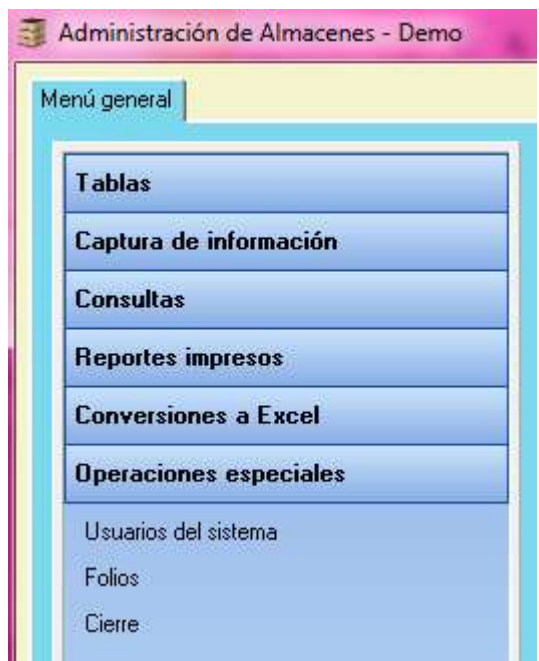 Administración de Almacenes - Demo
Menú general
Tablas
Captura de información
Consultas
Reportes impresos
Conversiones a Excel
Operaciones especiales
Usuarios del sistema
Folios
Cierre